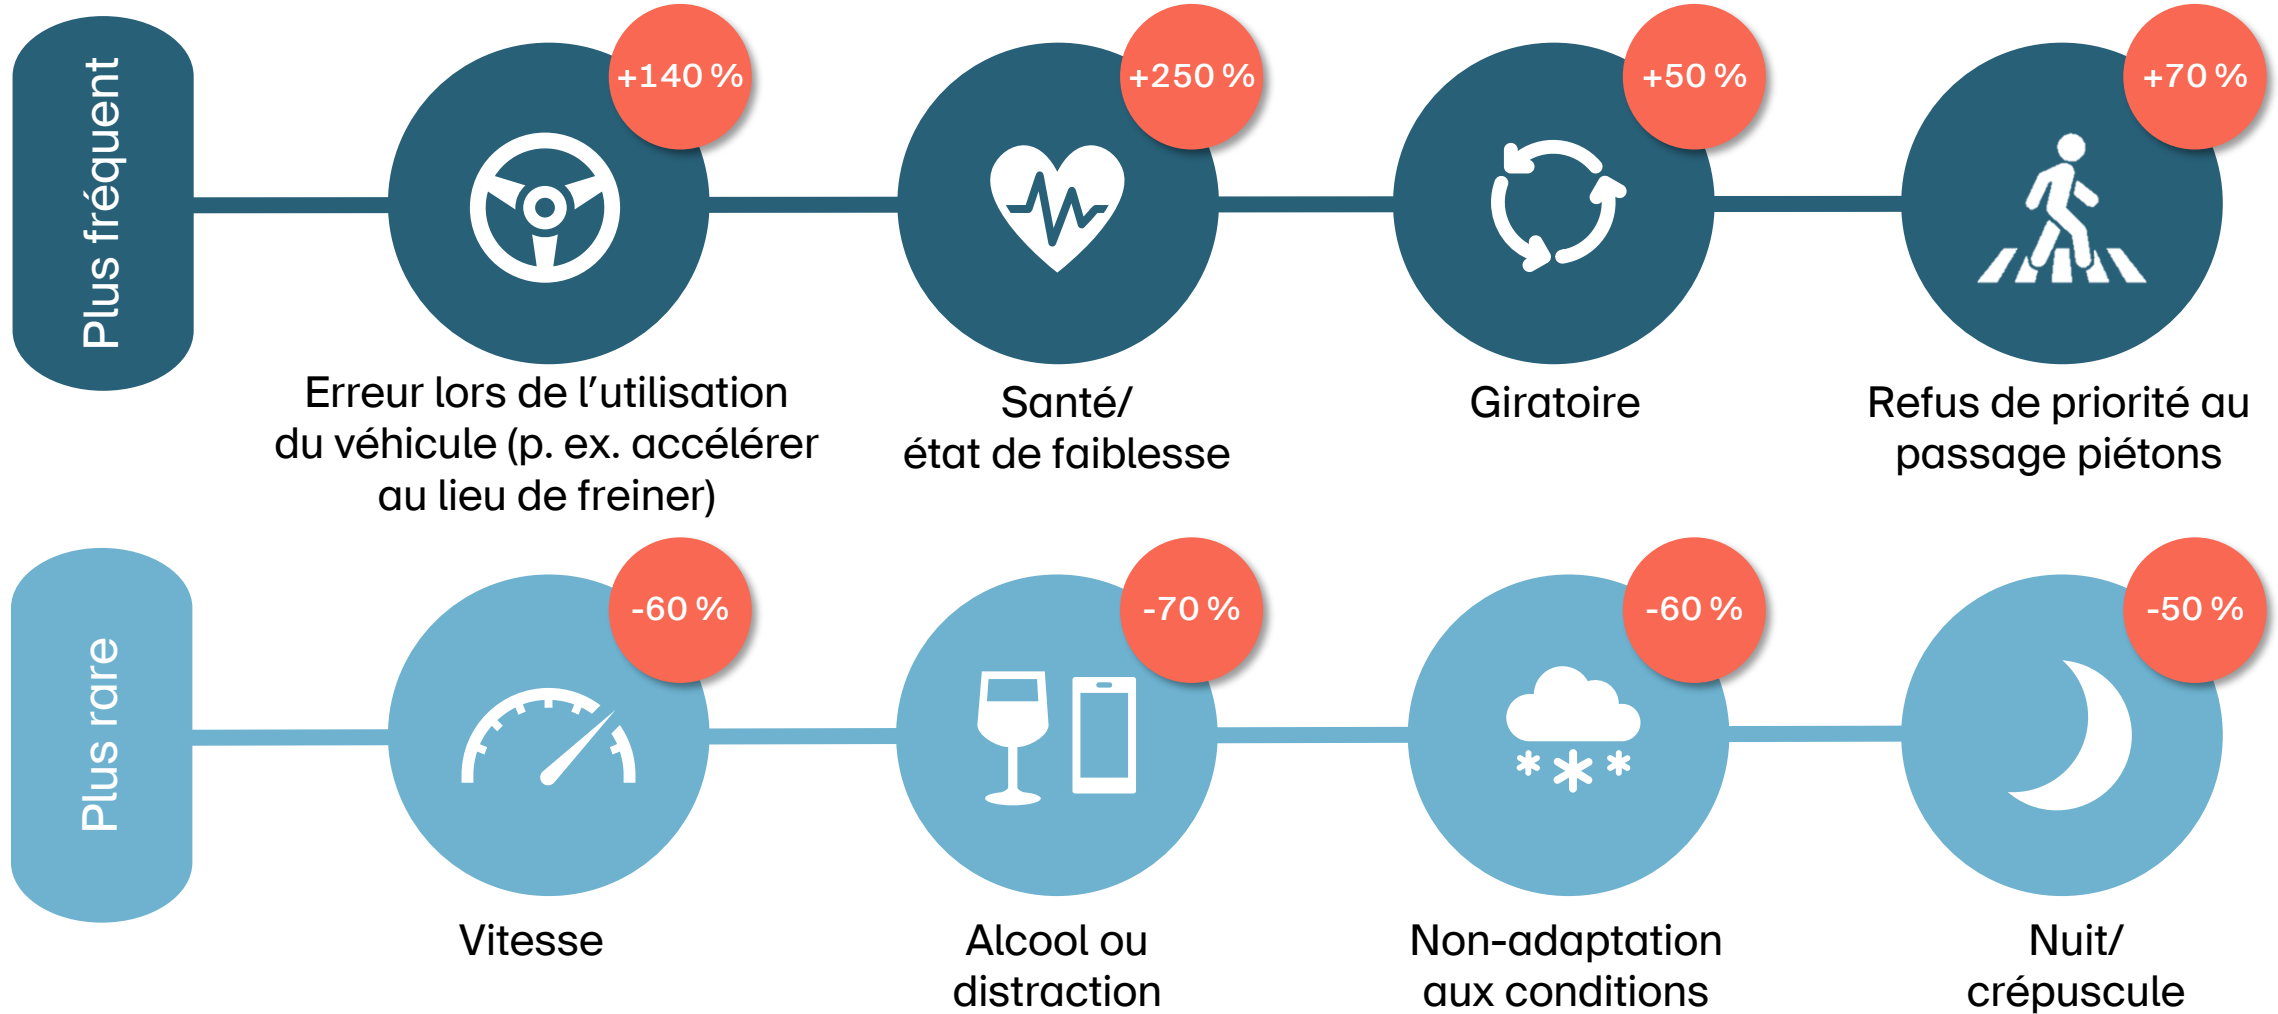 Plus fréquent
+140 %
+250 %
+50 %
+70 %
Erreur lors de l’utilisation
du véhicule (p. ex. accélérer
au lieu de freiner)
Santé/
état de faiblesse
Giratoire
Refus de priorité au
passage piétons
Plus rare
-60 %
-70 %
-60 %
-50 %
Vitesse
Alcool ou
distraction
Non-adaptation
aux conditions
Nuit/
crépuscule